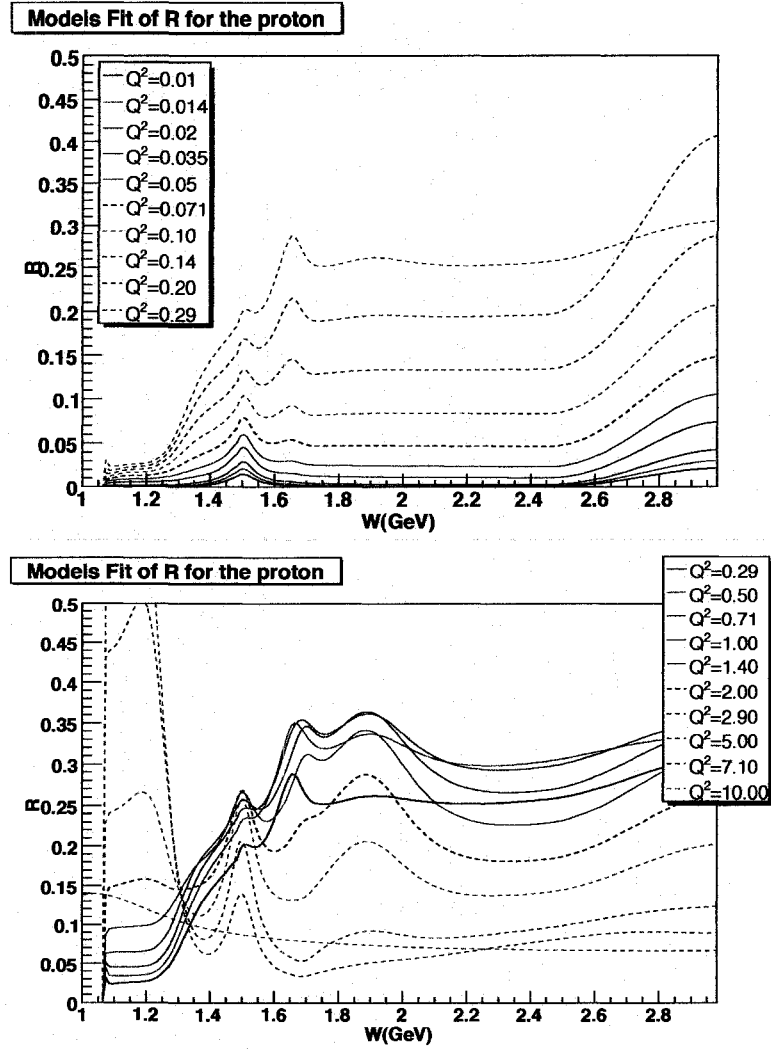 Models Fit of R for the proton
0.5
0.45
0.4
0.35
0.3
0.25
0.2
0.15
0.1
0.05
0
R
Q²=0.01
Q²=0.014
Q²=0.02
Q²=0.035
Q²=0.05
Q²=0.071
Q²=0.10
Q²=0.14
Q²=0.20
Q²=0.29
1 1.2 1.4 1.6 1.8 2 2.2 2.4 2.6 2.8
W(GeV)
Models Fit of R for the proton
0.5
0.45
0.4
0.35
0.3
0.25
0.2
0.15
0.1
0.05
0
R
Q²=0.29
Q²=0.50
Q²=0.71
Q²=1.00
Q²=1.40
Q²=2.00
Q²=2.90
Q²=5.00
Q²=7.10
Q²=10.00
1 1.2 1.4 1.6 1.8 2 2.2 2.4 2.6 2.8
W(GeV)